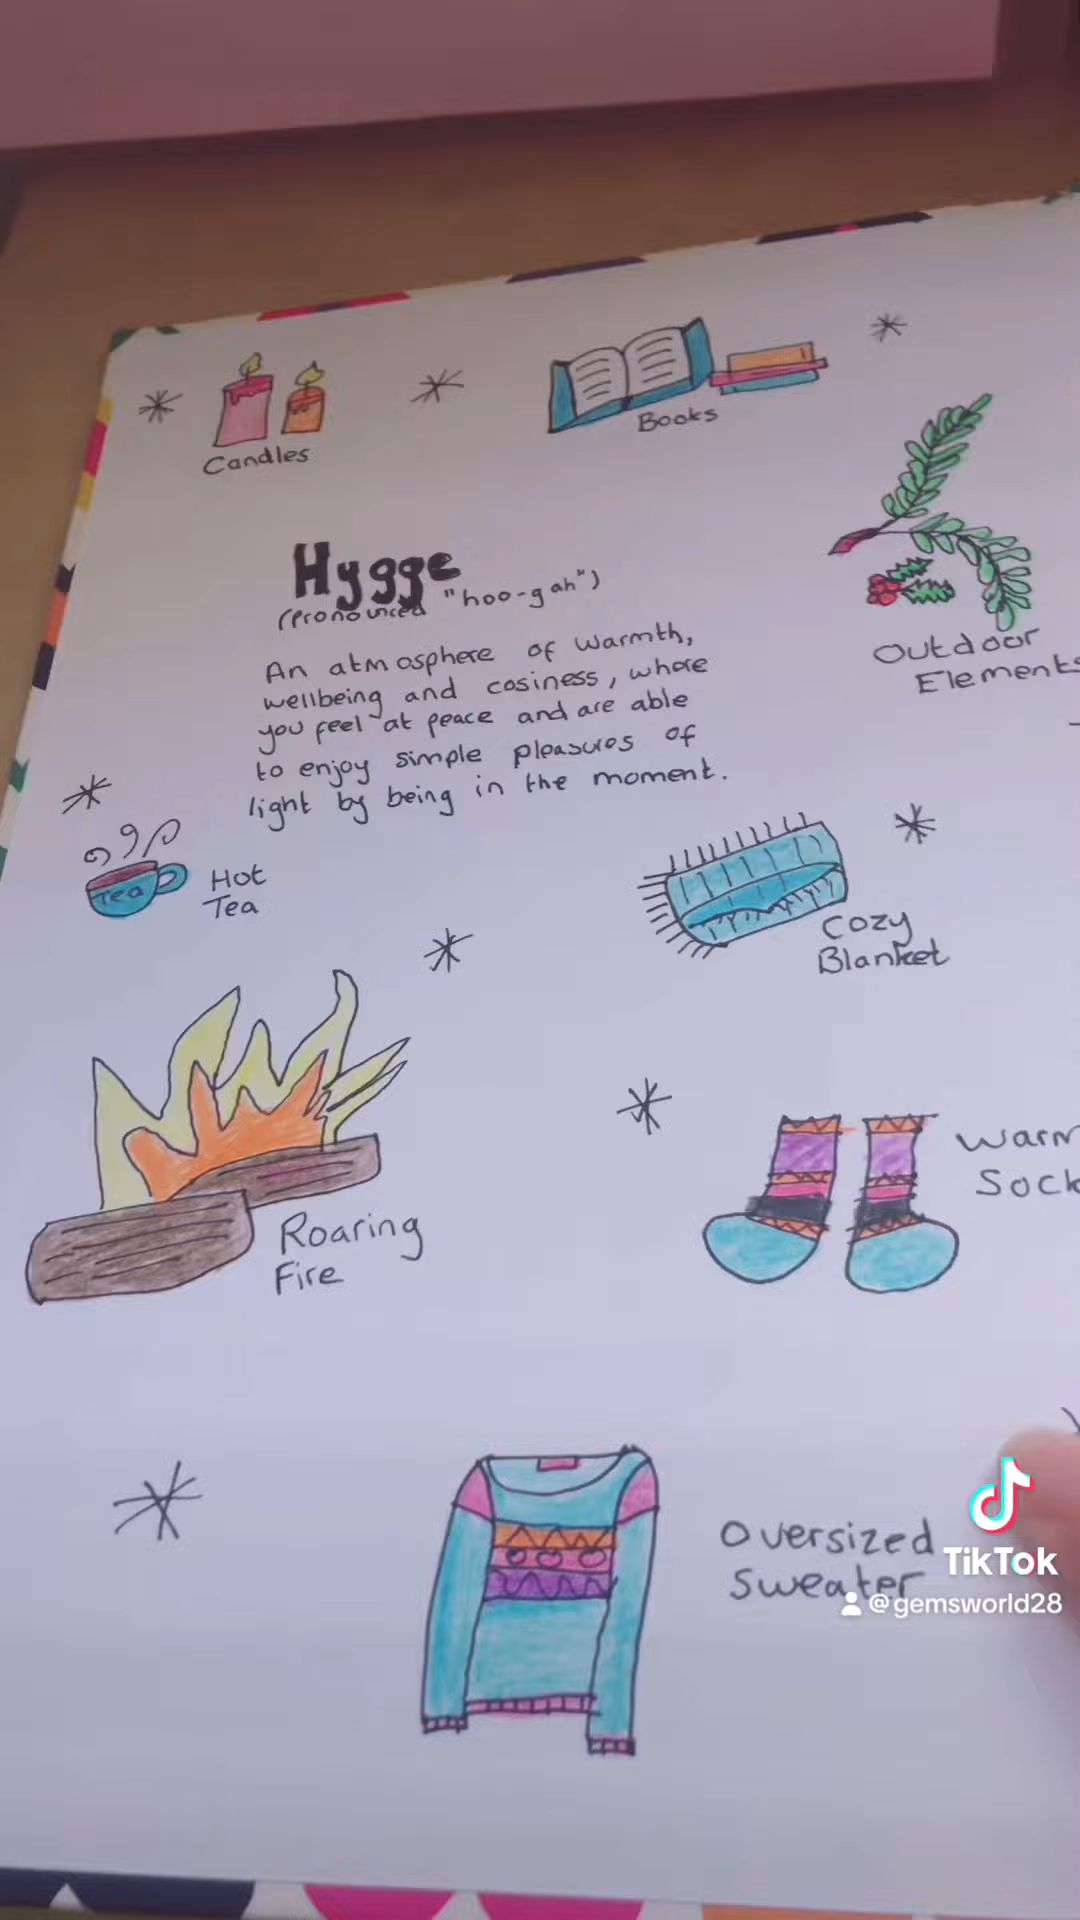 Candles
Books
Hygge
(Pronounced "hoo-gah")
An atmosphere of warmth,
wellbeing and cosiness, where
you feel at peace and are able
to enjoy simple pleasures of
light by being in the moment.
Outdoor
Elements
Tea
Hot
Tea
Cozy
Blanket
Roaring
Fire
Warm
Sock
Oversized
Sweater
TikTok
@gemsworld28